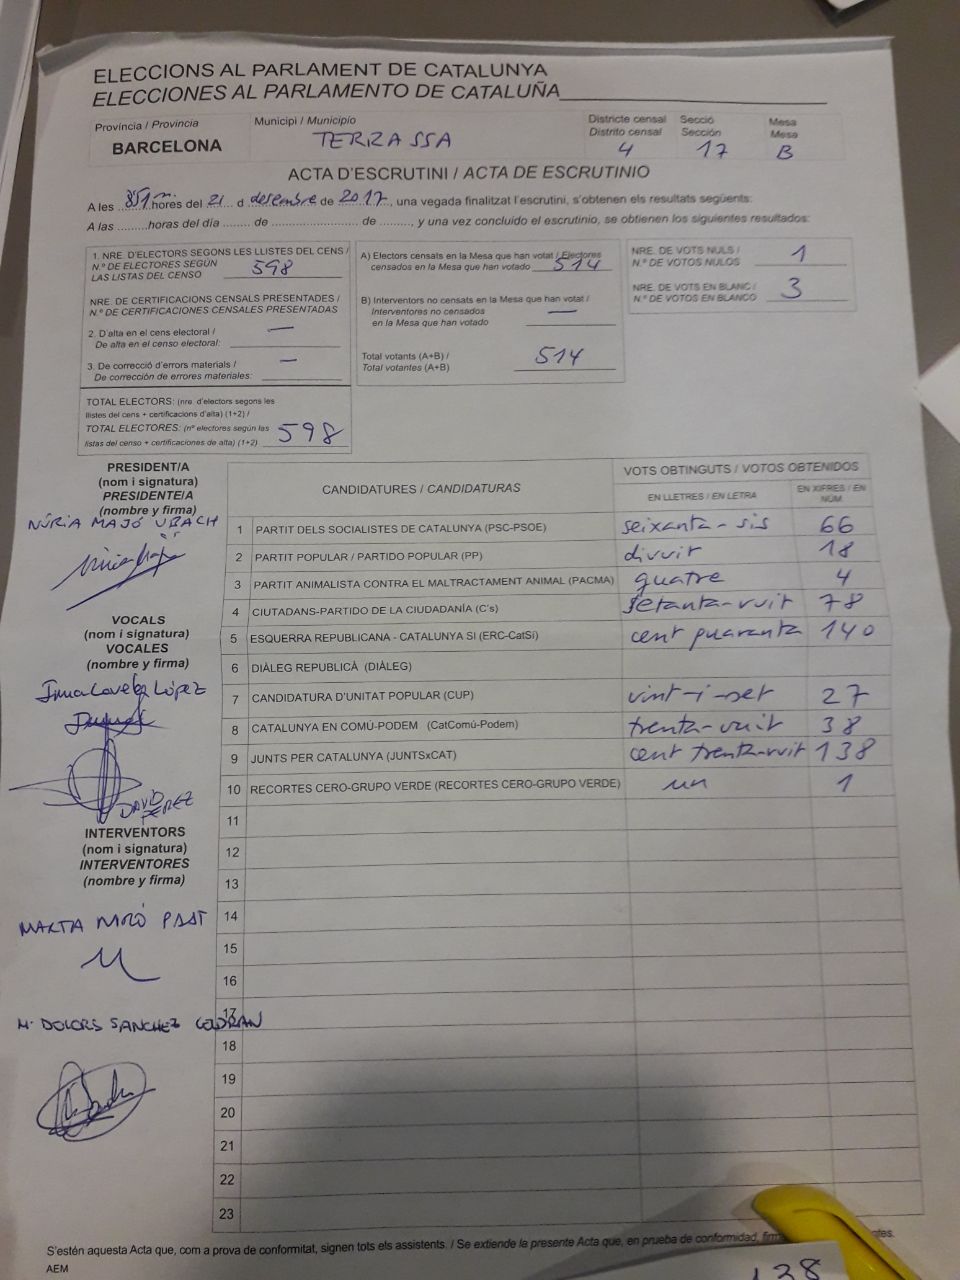 ELECCIONS AL PARLAMENT DE CATALUNYA
ELECCIONES AL PARLAMENTO DE CATALUÑA
Província / Provincia
BARCELONA
Municipi / Municipio
TERRASSA
Districte censal
Distrito censal
4
Secció
Sección
17
Mesa
Mesa
B
ACTA D'ESCRUTINI / ACTA DE ESCRUTINIO
A les ........ hores del 21 d desembre de 2017, una vegada finalitzat l'escrutini, s'obtenen els resultats següents:
A las .........horas del día ........ de ......................... de ........., y una vez concluido el escrutinio, se obtienen los siguientes resultados:
1. NRE. D'ELECTORS SEGONS LES LLISTES DEL CENS /
N.º DE ELECTORES SEGÚN
LAS LISTAS DEL CENSO 598
NRE. DE CERTIFICACIONS CENSALS PRESENTADES /
N.º DE CERTIFICACIONES CENSALES PRESENTADAS
2. D'alta en el cens electoral / —
De alta en el censo electoral:
3. De correcció d'errors materials / —
De corrección de errores materiales:
TOTAL ELECTORS: (nre. d'electors segons les
llistes del cens + certificacions d'alta) (1+2) /
TOTAL ELECTORES: (nº electores según las
listas del censo + certificaciones de alta) (1+2) 598
A) Electors censats en la Mesa que han votat / Electores
censados en la Mesa que han votado 514
B) Interventors no censats en la Mesa que han votat /
Interventores no censados —
en la Mesa que han votado
Total votants (A+B) /
Total votantes (A+B) 514
NRE. DE VOTS NULS /
N.º DE VOTOS NULOS 1
NRE. DE VOTS EN BLANC /
N.º DE VOTOS EN BLANCO 3
PRESIDENT/A
(nom i signatura)
PRESIDENTE/A
(nombre y firma)
NÚRIA MAJÓ UBACH
VOCALS
(nom i signatura)
VOCALES
(nombre y firma)
López
DAVID
PEREZ
INTERVENTORS
(nom i signatura)
INTERVENTORES
(nombre y firma)
MARTA MIRÓ
M. DOLORS SANCHEZ
CANDIDATURES / CANDIDATURAS
VOTS OBTINGUTS / VOTOS OBTENIDOS
EN LLETRES / EN LETRA
EN XIFRES / EN NÚM.
1 PARTIT DELS SOCIALISTES DE CATALUNYA (PSC-PSOE) seixanta-sis 66
2 PARTIT POPULAR / PARTIDO POPULAR (PP) divuit 18
3 PARTIT ANIMALISTA CONTRA EL MALTRACTAMENT ANIMAL (PACMA) quatre 4
4 CIUTADANS-PARTIDO DE LA CIUDADANÍA (C's) setanta-vuit 78
5 ESQUERRA REPUBLICANA - CATALUNYA SI (ERC-CatSí) cent quaranta 140
6 DIÀLEG REPUBLICÀ (DIÀLEG)
7 CANDIDATURA D'UNITAT POPULAR (CUP) vint-i-set 27
8 CATALUNYA EN COMÚ-PODEM (CatComú-Podem) trenta-vuit 38
9 JUNTS PER CATALUNYA (JUNTSxCAT) cent trenta-vuit 138
10 RECORTES CERO-GRUPO VERDE (RECORTES CERO-GRUPO VERDE) un 1
11
12
13
14
15
16
17
18
19
20
21
22
23
S'estén aquesta Acta que, com a prova de conformitat, signen tots els assistents. / Se extiende la presente Acta que, en prueba de conformidad,
AEM
138